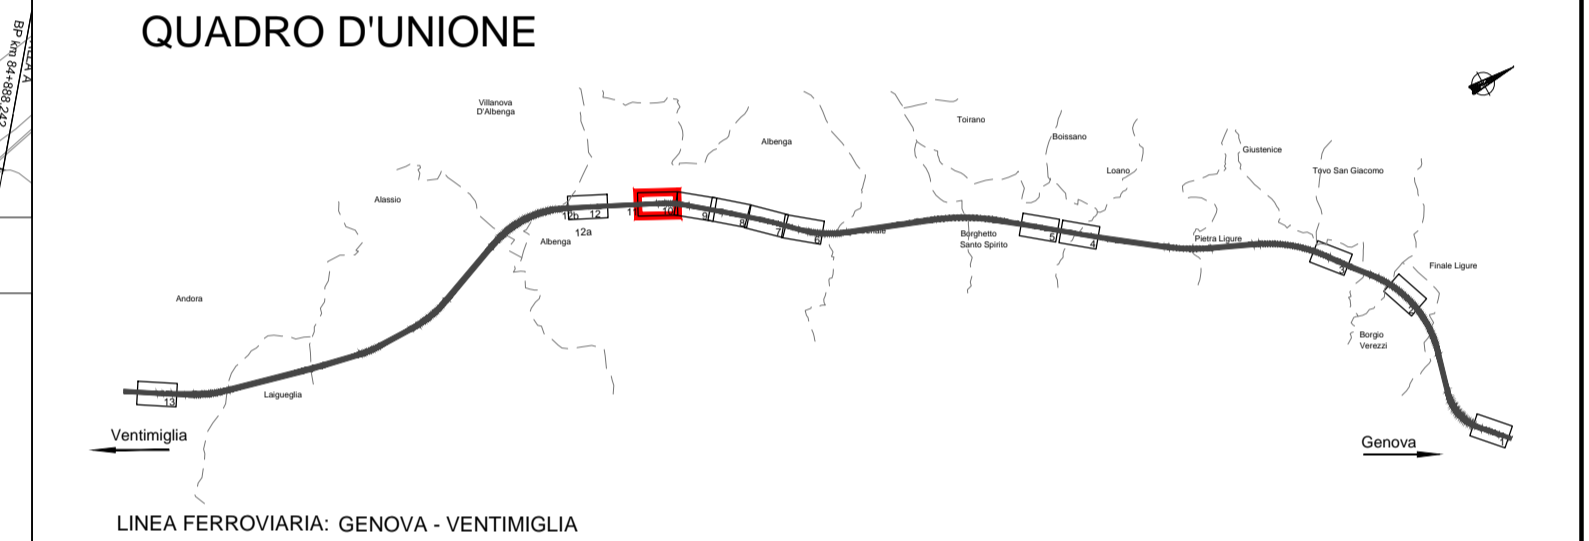 QUADRO D'UNIONE
BP km 84+888.242
Villanova
D'Albenga
Albenga
Toirano
Boissano
Loano
Giustenice
Tovo San Giacomo
Alassio
12b 12
11
10
9
8
7
6
12a
Albenga
Borghetto
Santo Spirito
5
4
Pietra Ligure
3
Finale Ligure
2
Andora
Borgio
Verezzi
13
Laigueglia
1
Ventimiglia
Genova
LINEA FERROVIARIA: GENOVA - VENTIMIGLIA